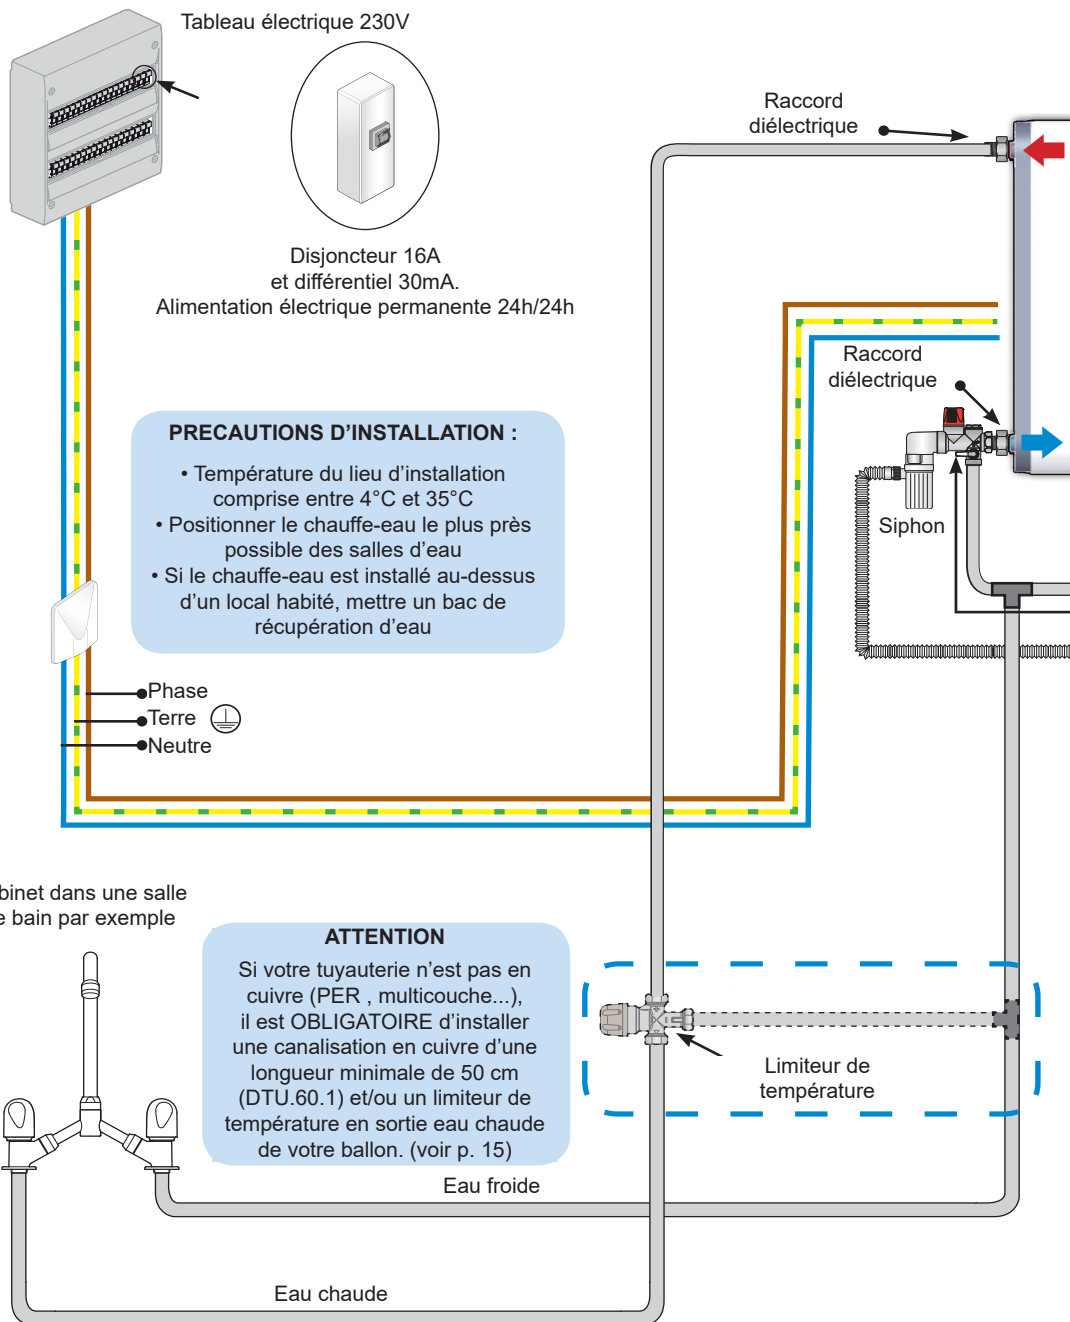 Tableau électrique 230V
Disjoncteur 16A
et différentiel 30mA.
Alimentation électrique permanente 24h/24h
Raccord
diélectrique
Raccord
diélectrique
Siphon
PRECAUTIONS D’INSTALLATION :
• Température du lieu d’installation
comprise entre 4°C et 35°C
• Positionner le chauffe-eau le plus près
possible des salles d’eau
• Si le chauffe-eau est installé au-dessus
d’un local habité, mettre un bac de
récupération d’eau
Phase
Terre
Neutre
binet dans une salle
e bain par exemple
ATTENTION
Si votre tuyauterie n’est pas en
cuivre (PER , multicouche...),
il est OBLIGATOIRE d’installer
une canalisation en cuivre d’une
longueur minimale de 50 cm
(DTU.60.1) et/ou un limiteur de
température en sortie eau chaude
de votre ballon. (voir p. 15)
Limiteur de
température
Eau froide
Eau chaude